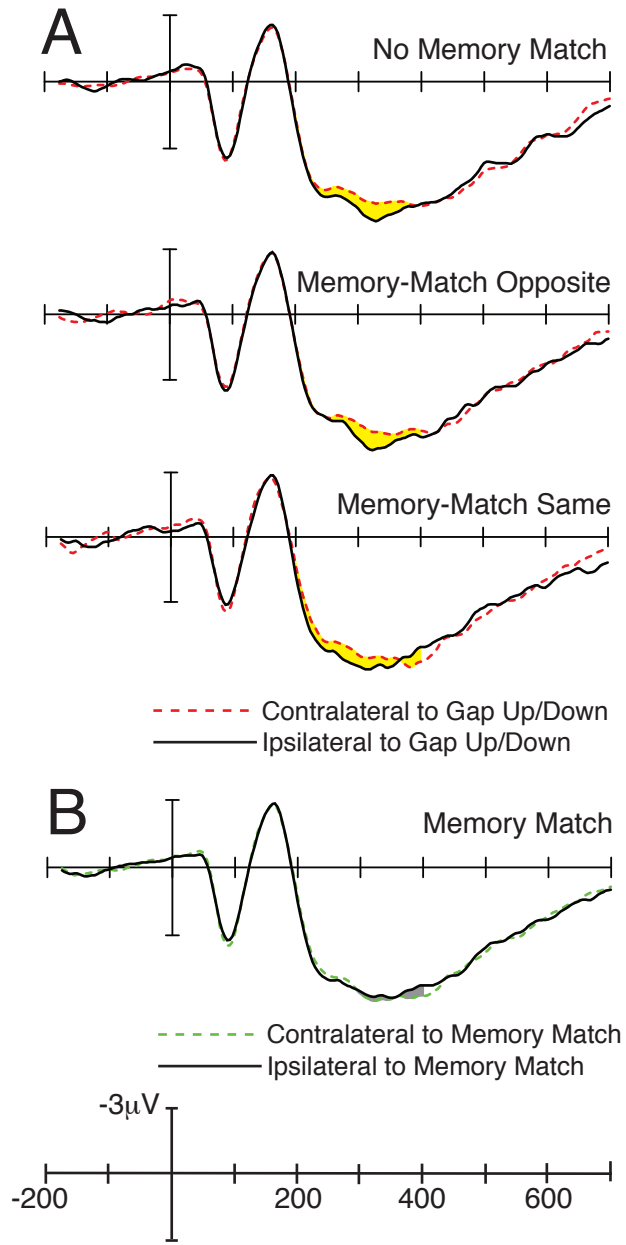 A
No Memory Match
Memory-Match Opposite
Memory-Match Same
Contralateral to Gap Up/Down
Ipsilateral to Gap Up/Down
B
Memory Match
Contralateral to Memory Match
Ipsilateral to Memory Match
-3μV
-200 200 400 600